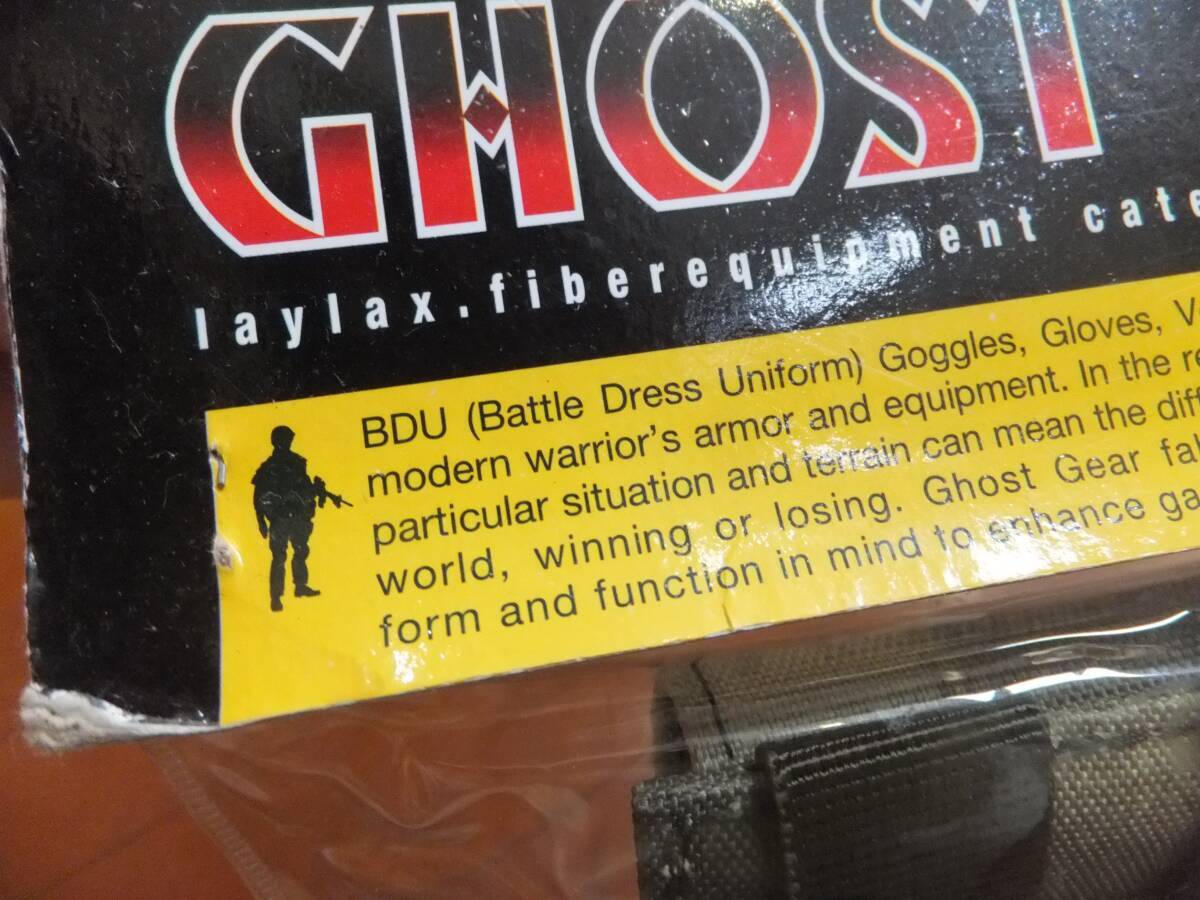 GHOST
laylax.fiberequipment cate
BDU (Battle Dress Uniform) Goggles, Gloves, V
modern warrior's armor and equipment. In the re
particular situation and terrain can mean the diff
world, winning or losing. Ghost Gear fa
form and function in mind to enhance ga